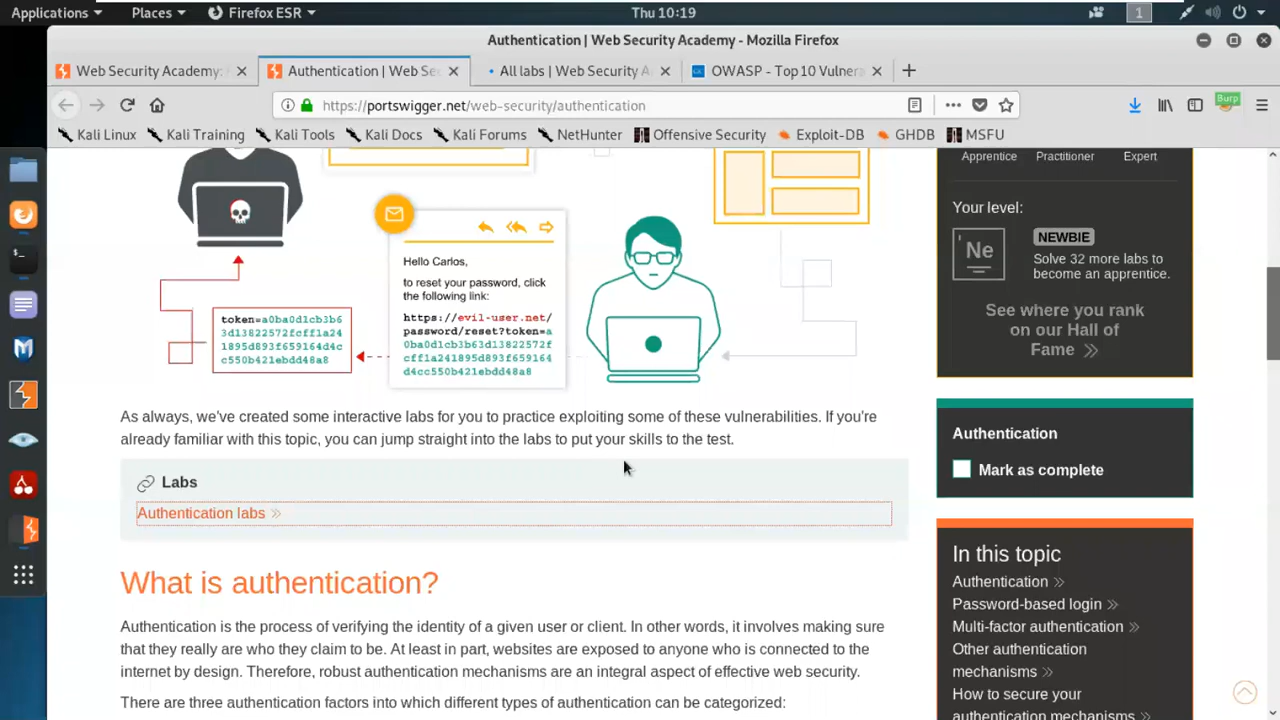 Applications
Places
Firefox ESR
Thu 10:19
1
Authentication | Web Security Academy - Mozilla Firefox
Web Security Academy:
Authentication | Web Se
All labs | Web Security A
OWASP - Top 10 Vulnera
https://portswigger.net/web-security/authentication
Burp
Kali Linux
Kali Training
Kali Tools
Kali Docs
Kali Forums
NetHunter
Offensive Security
Exploit-DB
GHDB
MSFU
Hello Carlos,
to reset your password, click
the following link:
https://evil-user.net/
password/reset?token=a
0ba0d1cb3b63d13822572f
cff1a241895d893f659164
d4cc550b421ebdd48a8
token=a0ba0d1cb3b6
3d13822572fcff1a24
1895d893f659164d4c
c550b421ebdd48a8
As always, we've created some interactive labs for you to practice exploiting some of these vulnerabilities. If you're
already familiar with this topic, you can jump straight into the labs to put your skills to the test.
Labs
Authentication labs
What is authentication?
Authentication is the process of verifying the identity of a given user or client. In other words, it involves making sure
that they really are who they claim to be. At least in part, websites are exposed to anyone who is connected to the
internet by design. Therefore, robust authentication mechanisms are an integral aspect of effective web security.
There are three authentication factors into which different types of authentication can be categorized:
Apprentice
Practitioner
Expert
Your level:
Ne
NEWBIE
Solve 32 more labs to
become an apprentice.
See where you rank
on our Hall of
Fame
Authentication
Mark as complete
In this topic
Authentication
Password-based login
Multi-factor authentication
Other authentication
mechanisms
How to secure your
authentication mechanisms